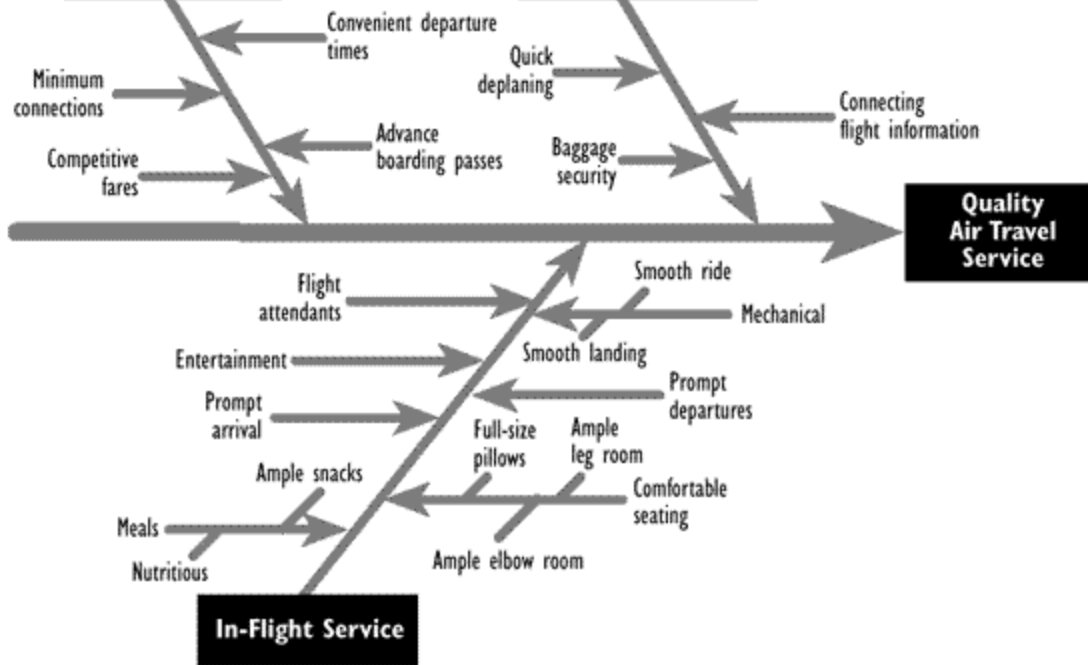 Convenient departure
times
Quick
deplaning
Minimum
connections
Connecting
flight information
Advance
boarding passes
Baggage
security
Competitive
fares
Quality
Air Travel
Service
Smooth ride
Flight
attendants
Mechanical
Smooth landing
Entertainment
Prompt
departures
Prompt
arrival
Full-size
pillows
Ample
leg room
Ample snacks
Comfortable
seating
Meals
Ample elbow room
Nutritious
In-Flight Service